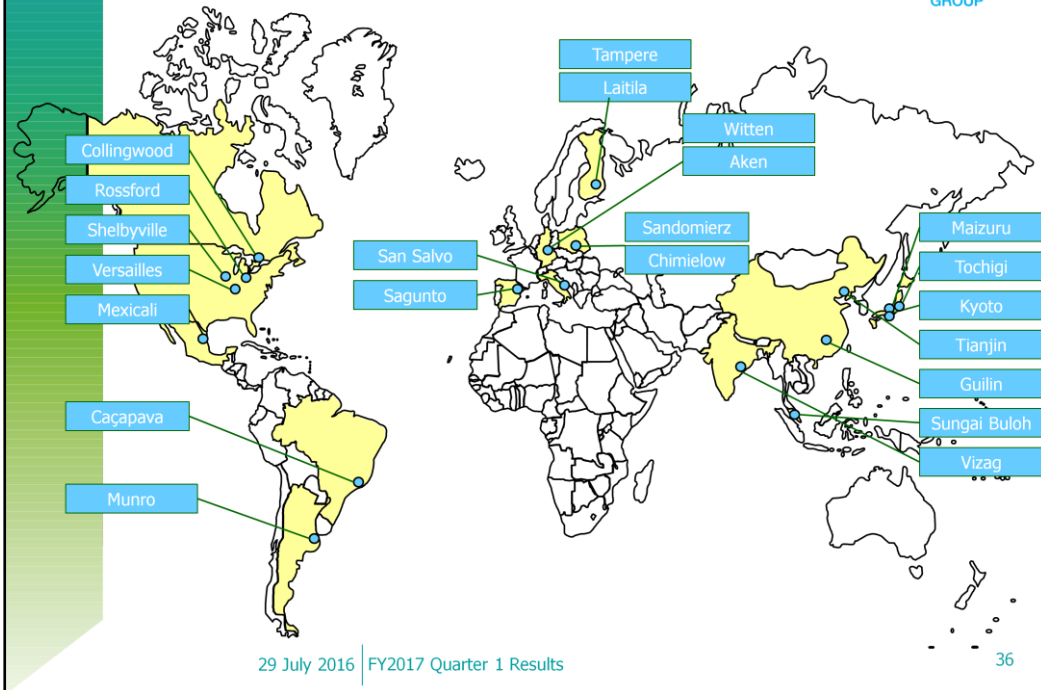 GROUP
Tampere
Laitila
Witten
Aken
Collingwood
Rossford
Shelbyville
Versailles
Mexicali
San Salvo
Sagunto
Sandomierz
Chimielow
Maizuru
Tochigi
Kyoto
Tianjin
Guilin
Sungai Buloh
Vizag
Caçapava
Munro
29 July 2016 FY2017 Quarter 1 Results
36